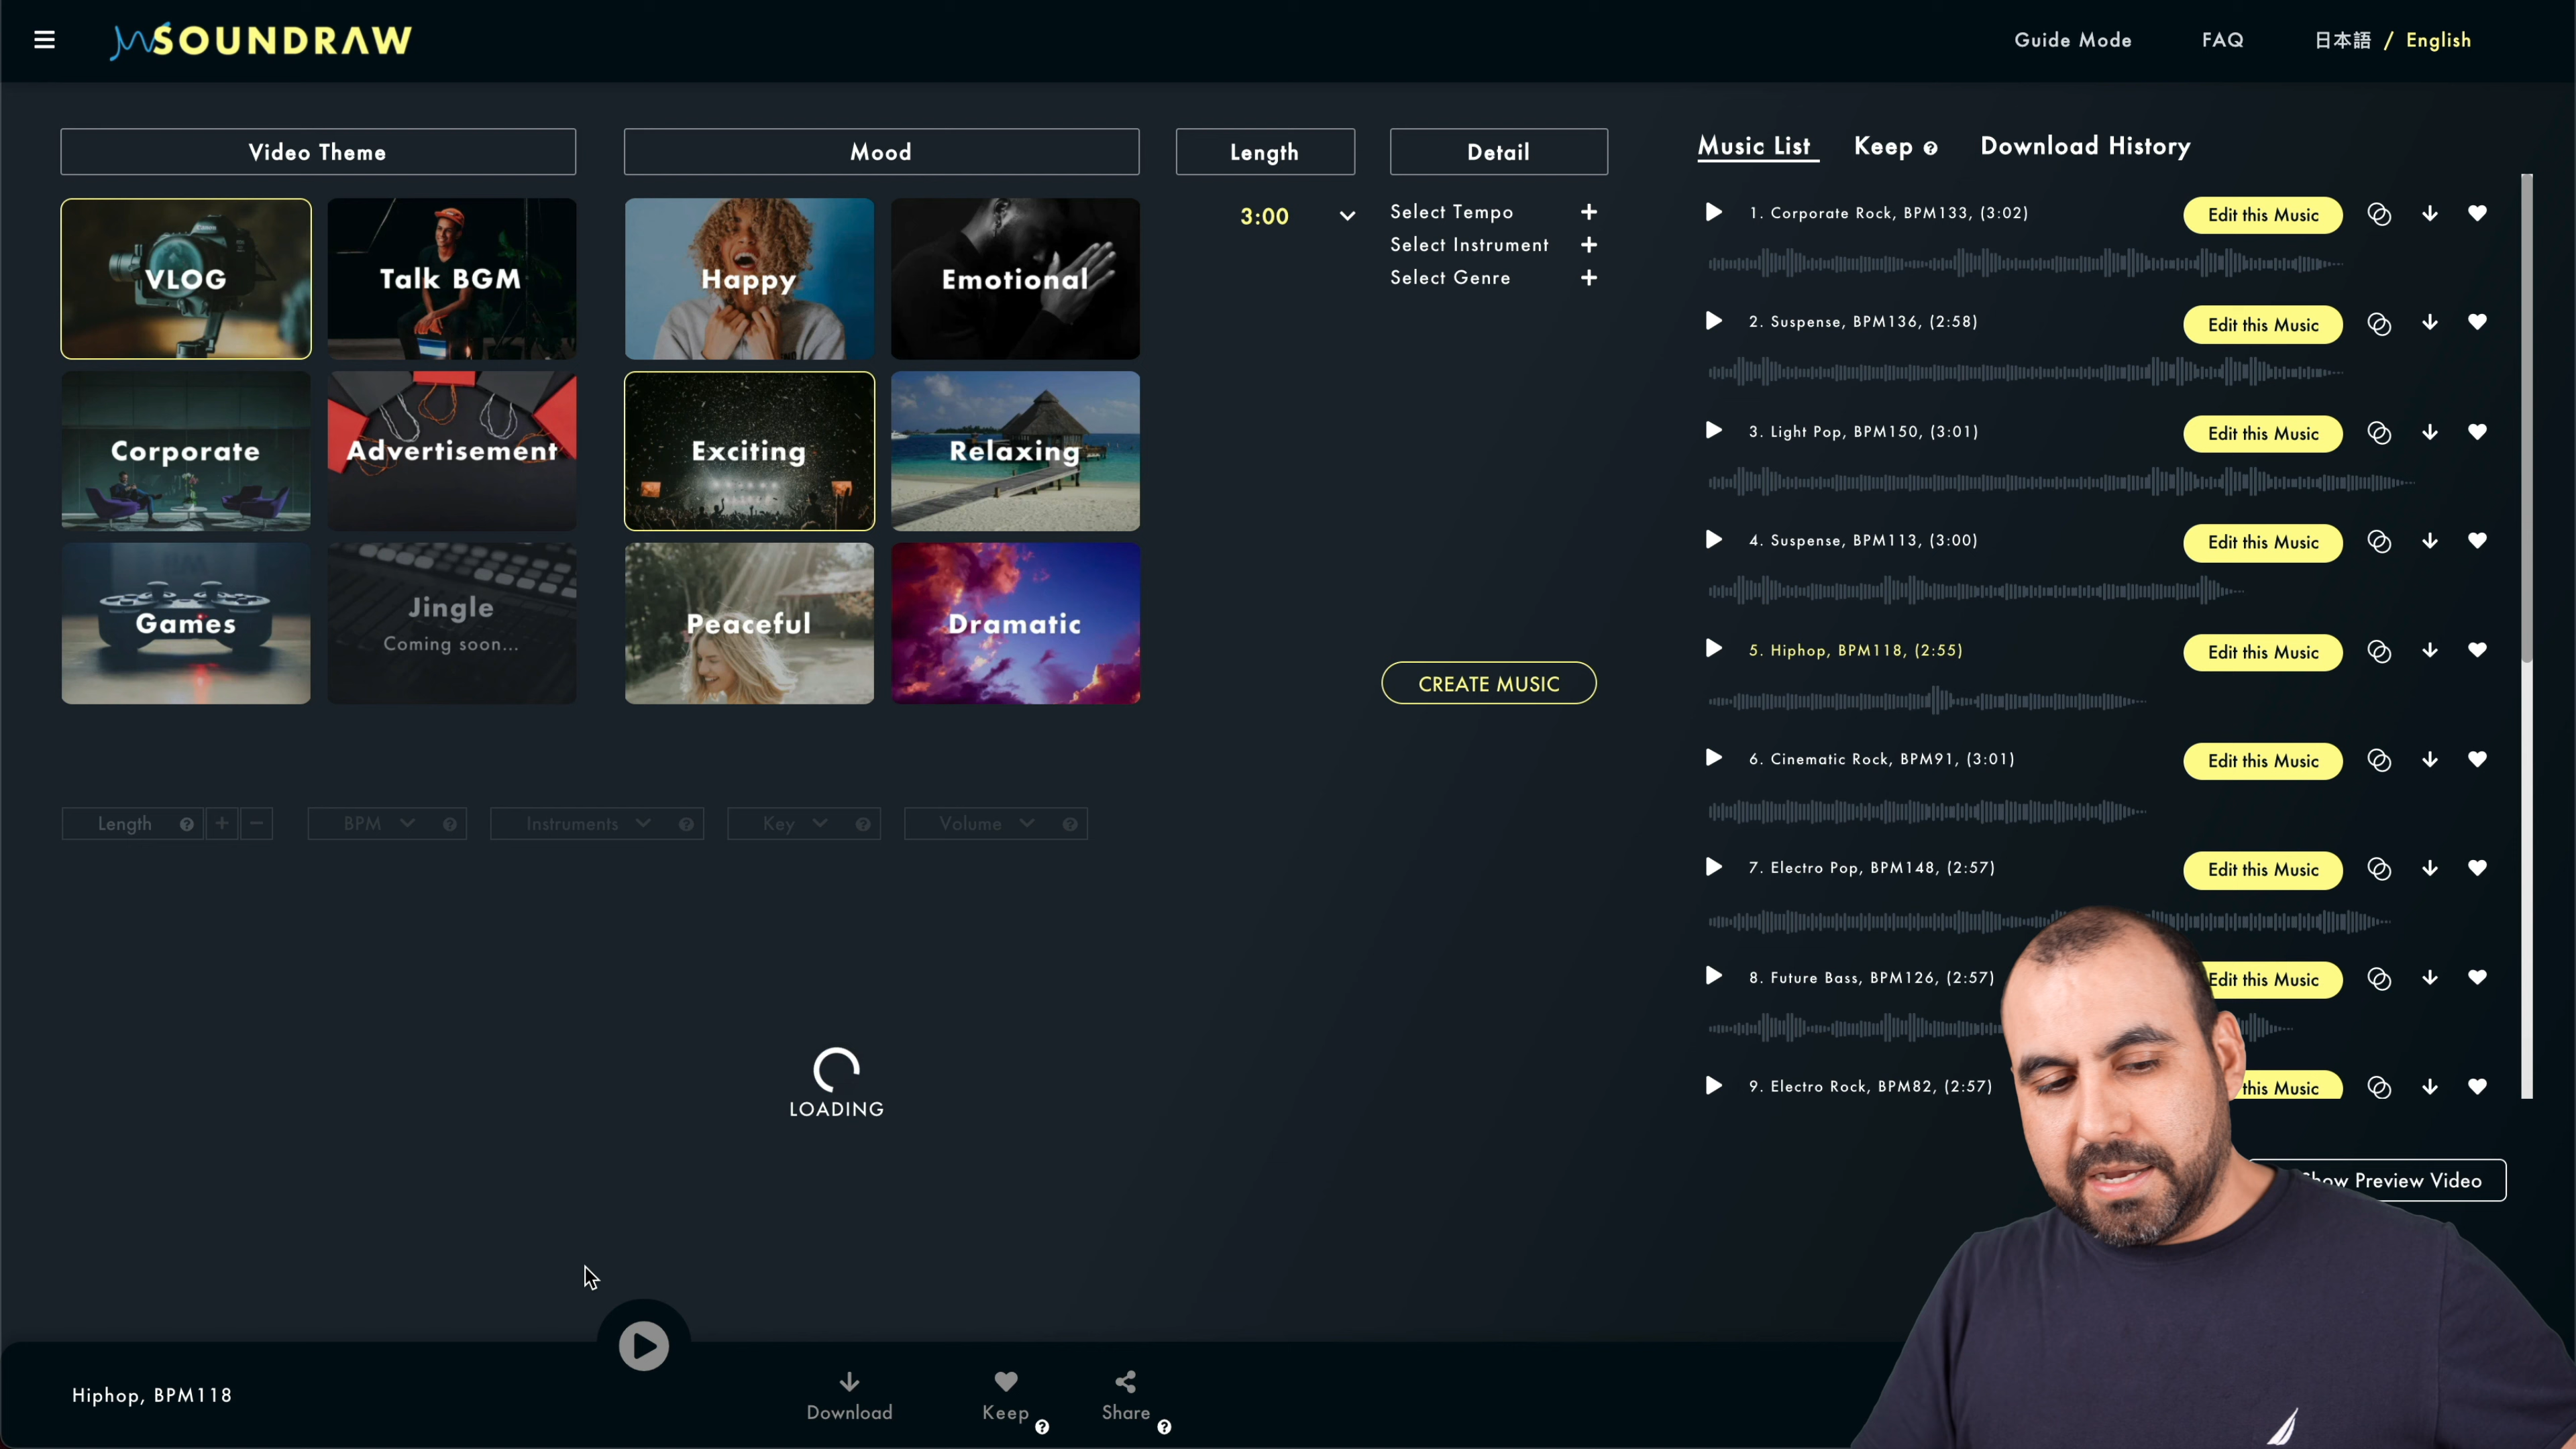 SOUNDRAW
Guide Mode
FAQ
日本語 / English
Video Theme
Mood
Length
Detail
VLOG
Talk BGM
Corporate
Advertisement
Games
Jingle
Coming soon...
Happy
Emotional
Exciting
Relaxing
Peaceful
Dramatic
3:00
Select Tempo
Select Instrument
Select Genre
CREATE MUSIC
Music List
Keep ?
Download History
1. Corporate Rock, BPM133, (3:02)
Edit this Music
2. Suspense, BPM136, (2:58)
Edit this Music
3. Light Pop, BPM150, (3:01)
Edit this Music
4. Suspense, BPM113, (3:00)
Edit this Music
5. Hiphop, BPM118, (2:55)
Edit this Music
6. Cinematic Rock, BPM91, (3:01)
Edit this Music
7. Electro Pop, BPM148, (2:57)
Edit this Music
8. Future Bass, BPM126, (2:57)
Edit this Music
9. Electro Rock, BPM82, (2:57)
this Music
Show Preview Video
Length ? + −
BPM ?
Instruments ?
Key ?
Volume ?
LOADING
Hiphop, BPM118
Download
Keep ?
Share ?